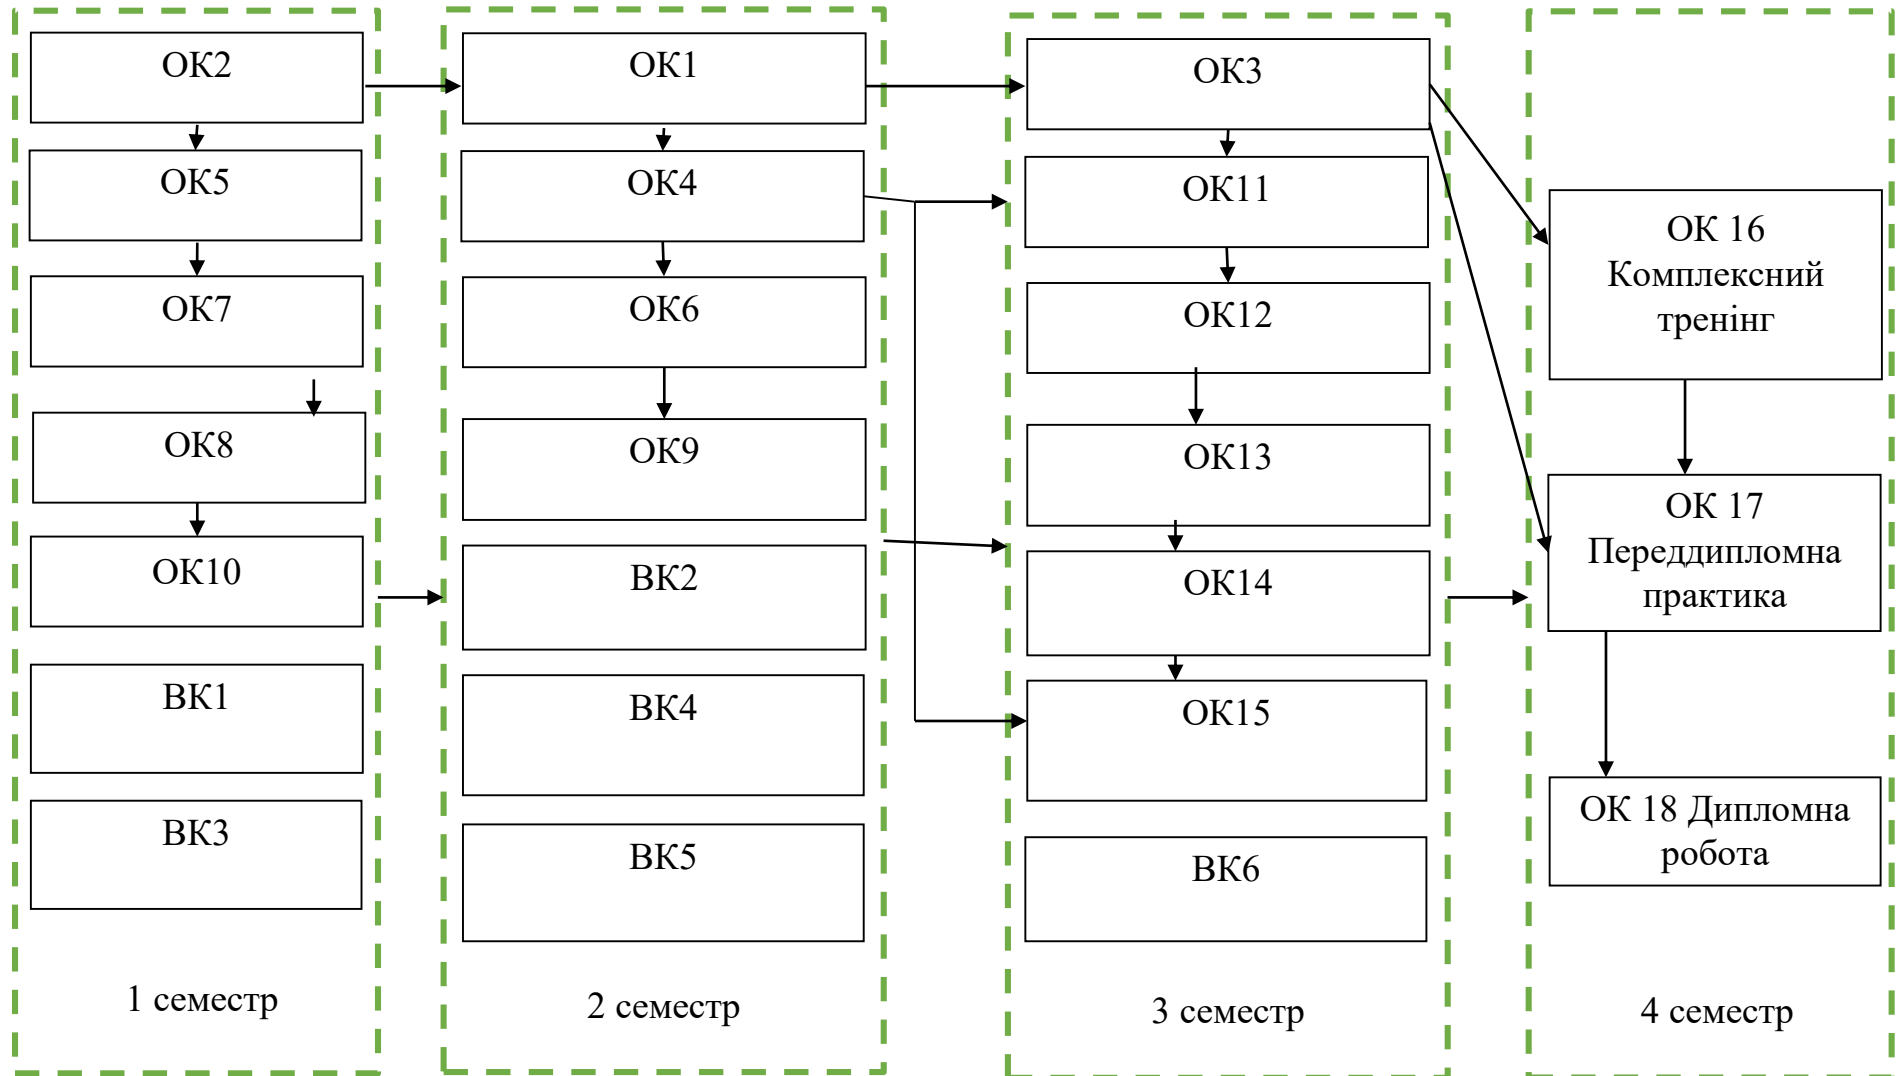 ОК2
ОК5
ОК7
ОК8
ОК10
ВК1
ВК3
1 семестр
ОК1
ОК4
ОК6
ОК9
ВК2
ВК4
ВК5
2 семестр
ОК3
ОК11
ОК12
ОК13
ОК14
ОК15
ВК6
3 семестр
ОК 16
Комплексний
тренінг
ОК 17
Переддипломна
практика
ОК 18 Дипломна
робота
4 семестр